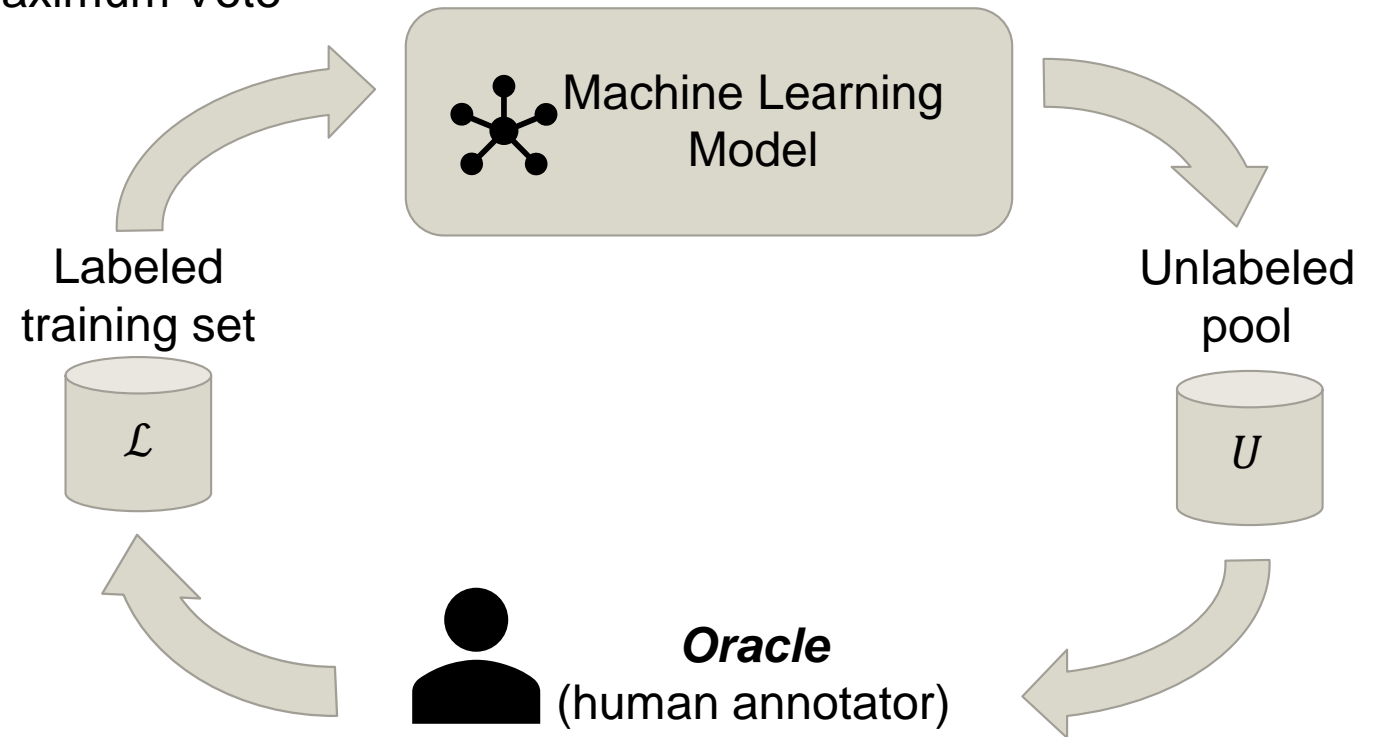 Machine Learning
Model
Labeled
training set
Unlabeled
pool
ℒ
U
Oracle
(human annotator)